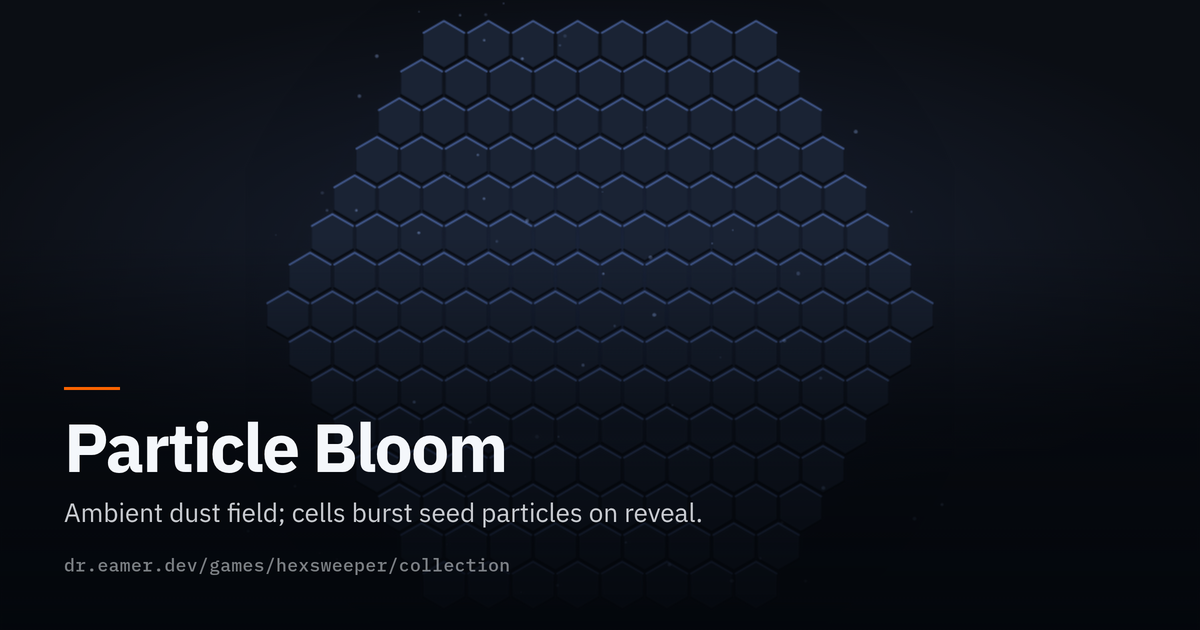 Particle Bloom
Ambient dust field; cells burst seed particles on reveal.
dr.eamer.dev/games/hexsweeper/collection